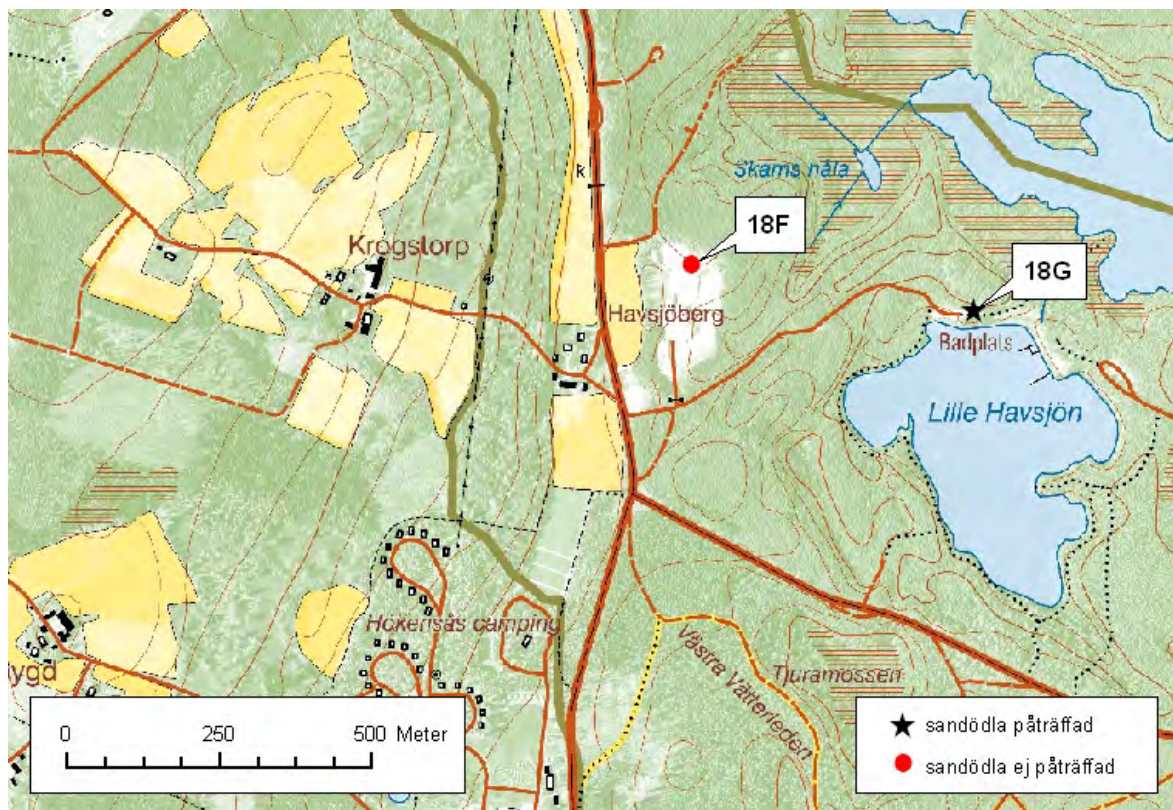 k
Skams håla
18F
Krogstorp
18G
Havsjöberg
Badplats
Lille Havsjön
Hökensås camping
Västra Vätterleden
Tjuramossen
ygd
0 250 500 Meter
sandödla påträffad
sandödla ej påträffad